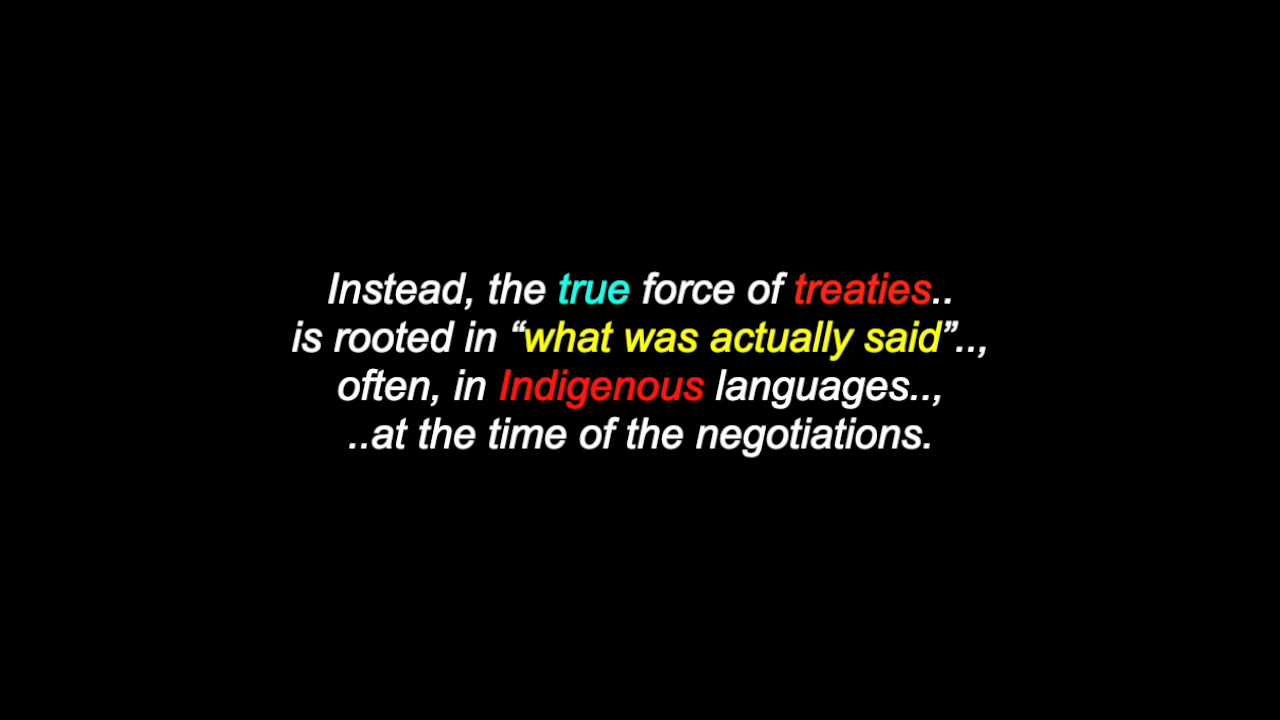 Instead, the true force of treaties..
is rooted in “what was actually said”..,
often, in Indigenous languages..,
..at the time of the negotiations.